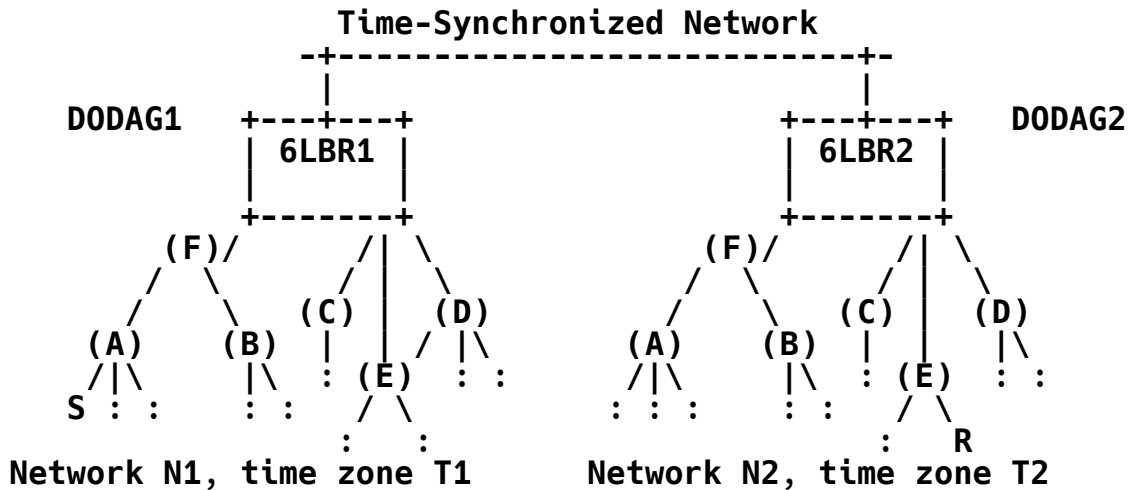 Time-Synchronized Network
-+---------------------------+-
|                            |
DODAG1   +---+---+                   +---+---+   DODAG2
| 6LBR1 |                   | 6LBR2 |
|       |                   |       |
+-------+                   +-------+
(F)/      /| \              (F)/      /| \
/  \     / |  \             /  \     / |  \
/    \  (C) |  (D)          /    \  (C) |  (D)
(A)    (B)  |  | / |\       (A)    (B)  |  |   |\
/|\     |\  : (E)  : :      /|\     |\  : (E)  : :
S : :    : :   / \          : : :    : :   / \
:   :                       :   R
Network N1, time zone T1      Network N2, time zone T2